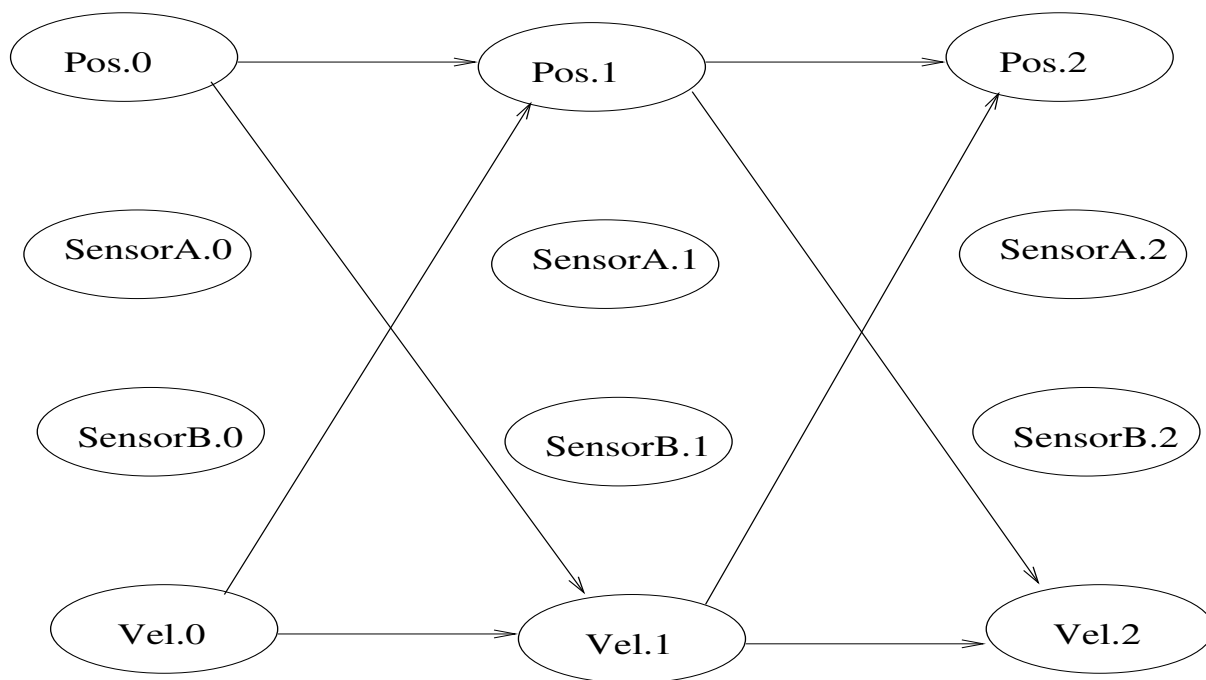 Pos.0
Pos.1
Pos.2
SensorA.0
SensorA.1
SensorA.2
SensorB.0
SensorB.1
SensorB.2
Vel.0
Vel.1
Vel.2